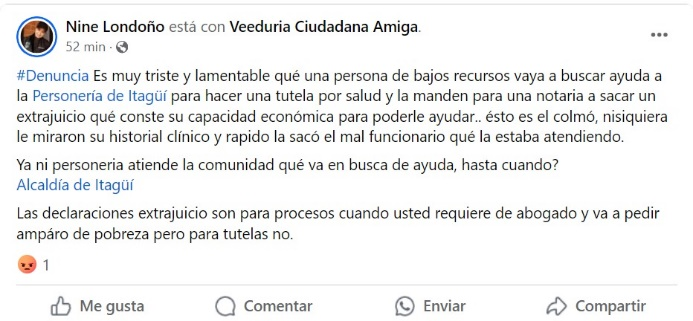 Nine Londoño está con Veeduria Ciudadana Amiga.
52 min ·
#Denuncia Es muy triste y lamentable qué una persona de bajos recursos vaya a buscar ayuda a
la Personería de Itagüí para hacer una tutela por salud y la manden para una notaria a sacar un
extrajuicio qué conste su capacidad económica para poderle ayudar.. ésto es el colmó, nisiquiera
le miraron su historial clínico y rapido la sacó el mal funcionario qué la estaba atendiendo.
Ya ni personeria atiende la comunidad qué va en busca de ayuda, hasta cuando?
Alcaldía de Itagüí
Las declaraciones extrajuicio son para procesos cuando usted requiere de abogado y va a pedir
ampáro de pobreza pero para tutelas no.
1
Me gusta Comentar Enviar Compartir